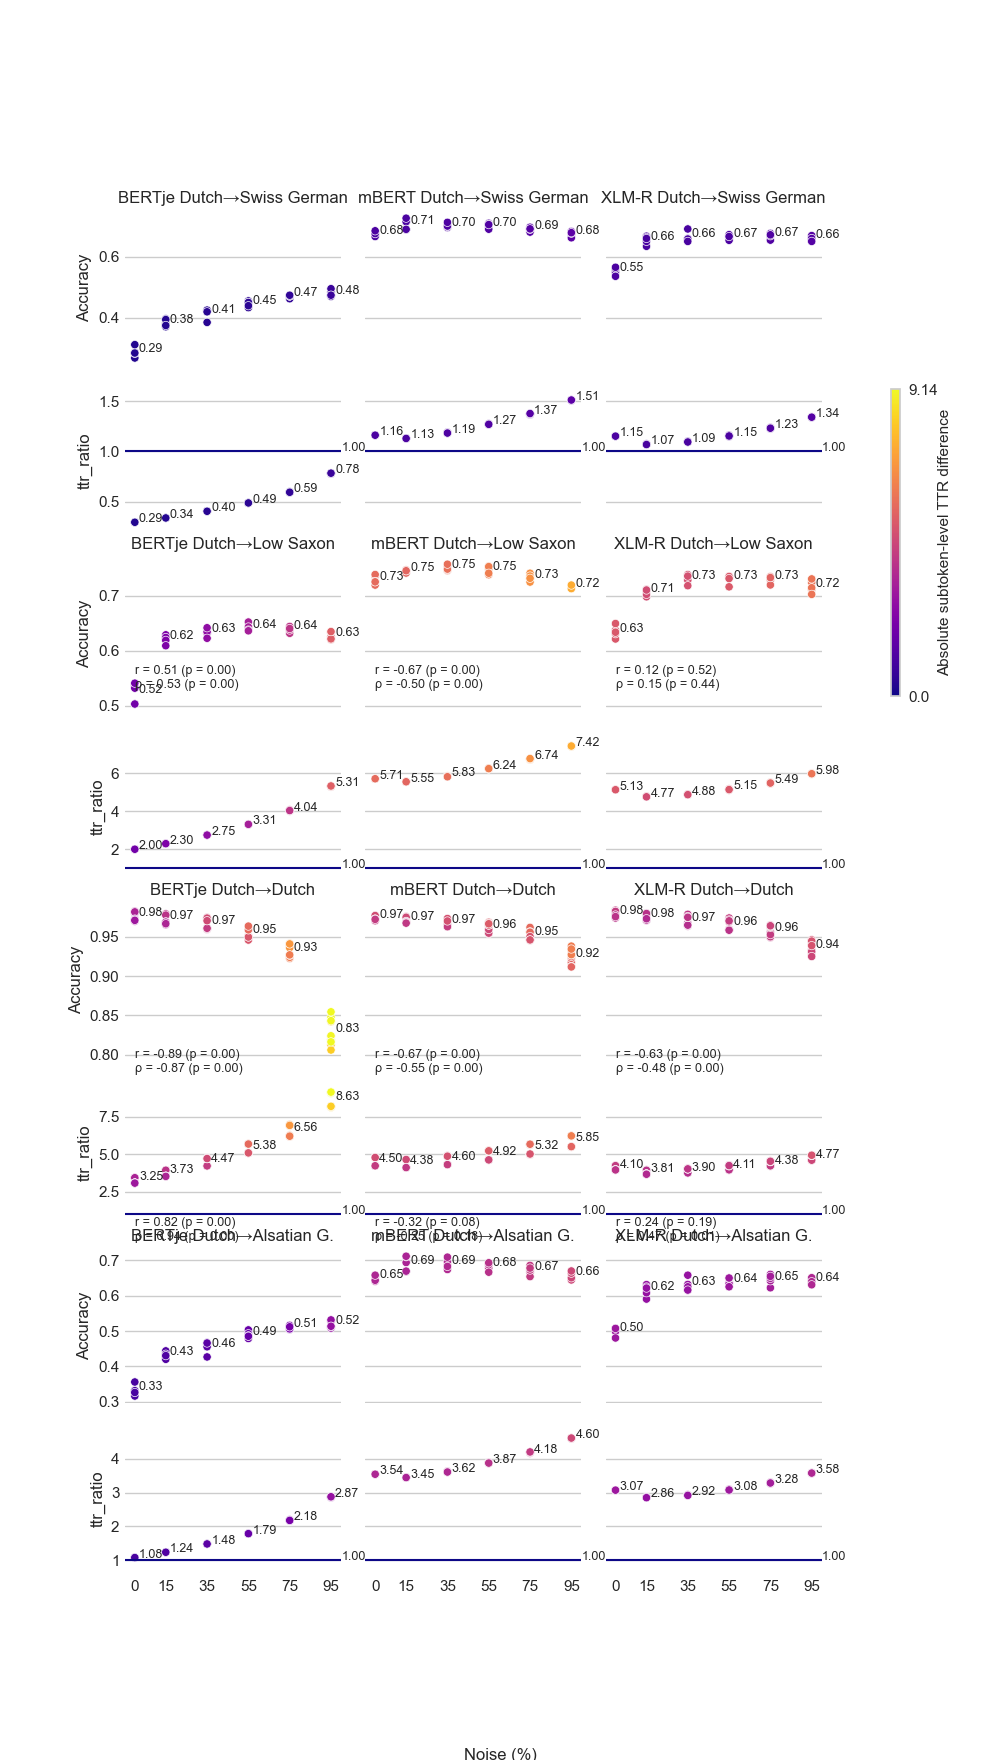 BERTje Dutch→Swiss German mBERT Dutch→Swiss German XLM-R Dutch→Swiss German
Accuracy
0.6
0.4
0.29 0.38 0.41 0.45 0.47 0.48
0.68 0.71 0.70 0.70 0.69 0.68
0.55 0.66 0.66 0.67 0.67 0.66
ttr_ratio
1.5
1.0
0.5
0.29 0.34 0.40 0.49 0.59 0.78 1.00
1.16 1.13 1.19 1.27 1.37 1.51 1.00
1.15 1.07 1.09 1.15 1.23 1.34 1.00
BERTje Dutch→Low Saxon mBERT Dutch→Low Saxon XLM-R Dutch→Low Saxon
Accuracy
0.7
0.6
0.5
0.52 0.62 0.63 0.64 0.64 0.63
0.73 0.75 0.75 0.75 0.73 0.72
0.63 0.71 0.73 0.73 0.73 0.72
r = 0.51 (p = 0.00)
ρ = 0.53 (p = 0.00)
r = -0.67 (p = 0.00)
ρ = -0.50 (p = 0.00)
r = 0.12 (p = 0.52)
ρ = 0.15 (p = 0.44)
ttr_ratio
6
4
2
2.00 2.30 2.75 3.31 4.04 5.31 1.00
5.71 5.55 5.83 6.24 6.74 7.42 1.00
5.13 4.77 4.88 5.15 5.49 5.98 1.00
BERTje Dutch→Dutch mBERT Dutch→Dutch XLM-R Dutch→Dutch
Accuracy
0.95
0.90
0.85
0.80
0.98 0.97 0.97 0.95 0.93 0.83
0.97 0.97 0.97 0.96 0.95 0.92
0.98 0.98 0.97 0.96 0.96 0.94
r = -0.89 (p = 0.00)
ρ = -0.87 (p = 0.00)
r = -0.67 (p = 0.00)
ρ = -0.55 (p = 0.00)
r = -0.63 (p = 0.00)
ρ = -0.48 (p = 0.00)
ttr_ratio
7.5
5.0
2.5
3.25 3.73 4.47 5.38 6.56 8.63 1.00
4.50 4.38 4.60 4.92 5.32 5.85 1.00
4.10 3.81 3.90 4.11 4.38 4.77 1.00
r = 0.82 (p = 0.00)
r = -0.32 (p = 0.08)
r = 0.24 (p = 0.19)
BERTje Dutch→Alsatian G. mBERT Dutch→Alsatian G. XLM-R Dutch→Alsatian G.
Accuracy
0.7
0.6
0.5
0.4
0.3
0.33 0.43 0.46 0.49 0.51 0.52
0.65 0.69 0.69 0.68 0.67 0.66
0.50 0.62 0.63 0.64 0.65 0.64
ttr_ratio
4
3
2
1
1.08 1.24 1.48 1.79 2.18 2.87 1.00
3.54 3.45 3.62 3.87 4.18 4.60 1.00
3.07 2.86 2.92 3.08 3.28 3.58 1.00
0 15 35 55 75 95 0 15 35 55 75 95 0 15 35 55 75 95
Noise (%)
9.14
0.0
Absolute subtoken-level TTR difference